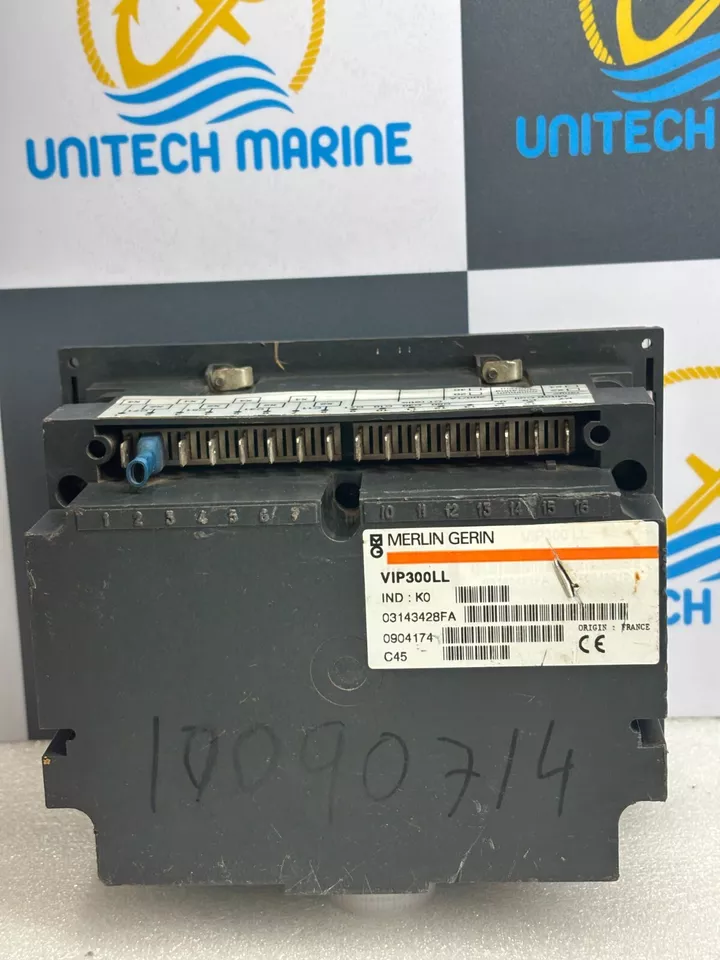 UNITECH MARINE
UNITECH
1 2 3 4 5 6 7 10 11 12 13 14 15 16
MERLIN GERIN
VIP300LL
IND : K0
03143428FA
ORIGIN : FRANCE
0904174
CE
C45
10090714